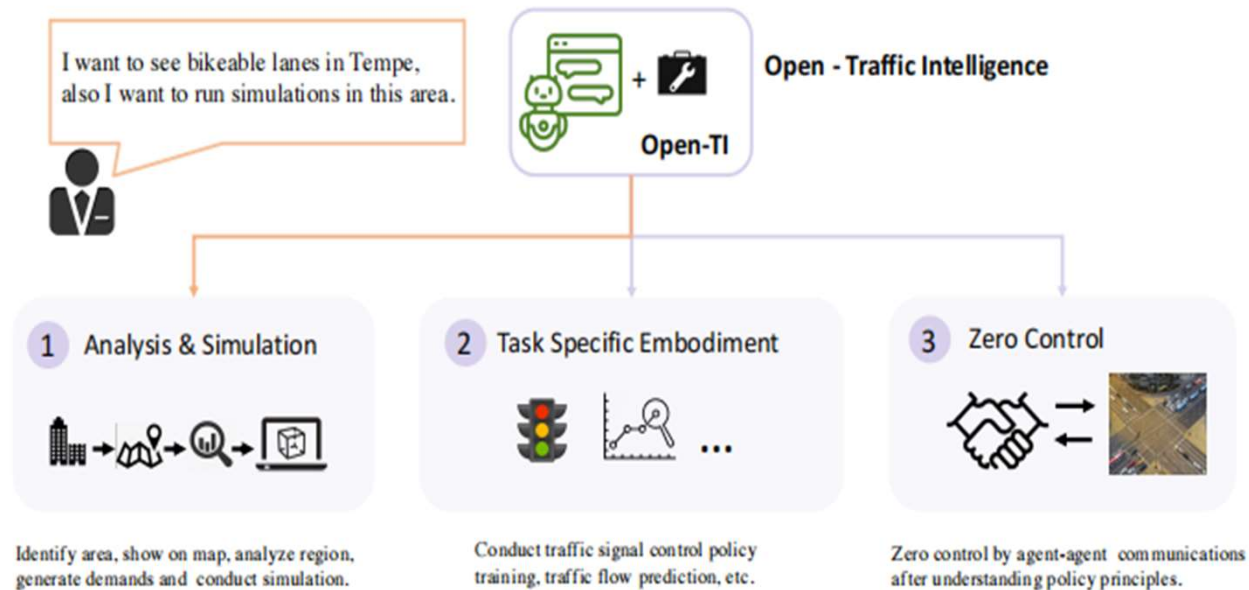 I want to see bikeable lanes in Tempe,
also I want to run simulations in this area.
+
Open-TI
Open - Traffic Intelligence
1 Analysis & Simulation
2 Task Specific Embodiment
3 Zero Control
...
Identify area, show on map, analyze region,
generate demands and conduct simulation.
Conduct traffic signal control policy
training, traffic flow prediction, etc.
Zero control by agent-agent communications
after understanding policy principles.